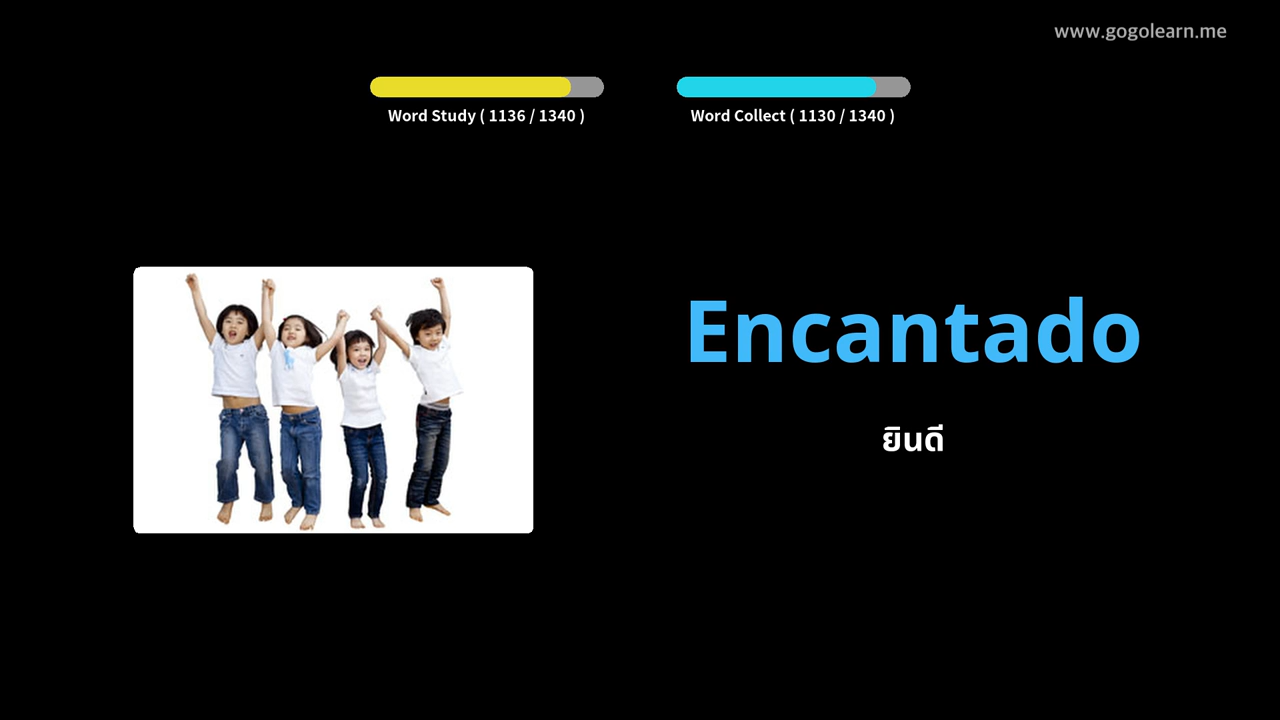 www.gogolearn.me
Word Study ( 1136 / 1340 )
Word Collect ( 1130 / 1340 )
Encantado
ยินดี